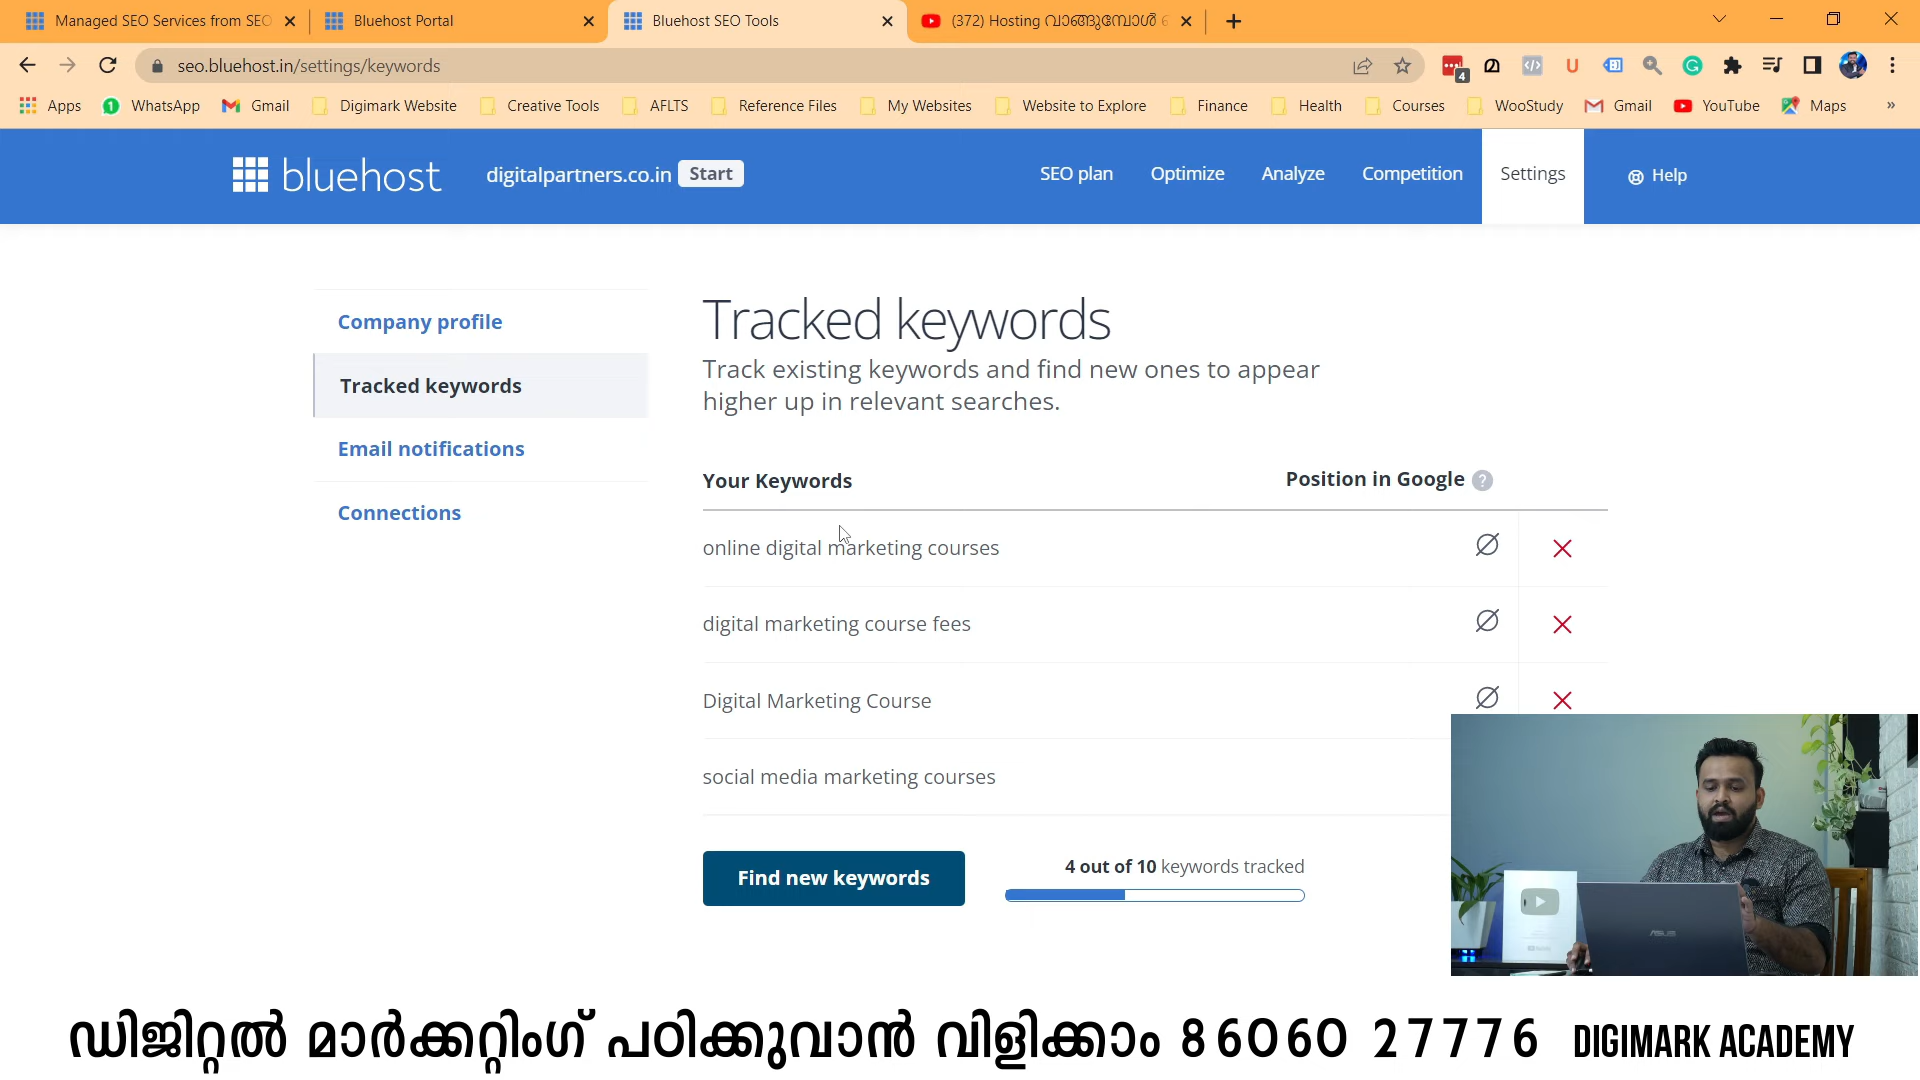 Managed SEO Services from SEO
Bluehost Portal
Bluehost SEO Tools
(372) Hosting വാങ്ങുമ്പോൾ
seo.bluehost.in/settings/keywords
4
Apps
1
WhatsApp
Gmail
Digimark Website
Creative Tools
AFLTS
Reference Files
My Websites
Website to Explore
Finance
Health
Courses
WooStudy
Gmail
YouTube
Maps
»
bluehost
digitalpartners.co.in Start
SEO plan
Optimize
Analyze
Competition
Settings
Help
Company profile
Tracked keywords
Email notifications
Connections
Tracked keywords
Track existing keywords and find new ones to appear
higher up in relevant searches.
Your Keywords
Position in Google ?
online digital marketing courses
digital marketing course fees
Digital Marketing Course
social media marketing courses
Find new keywords
4 out of 10 keywords tracked
ASUS
ഡിജിറ്റൽ മാർക്കറ്റിംഗ് പഠിക്കുവാൻ വിളിക്കാം 86060 27776 DIGIMARK ACADEMY